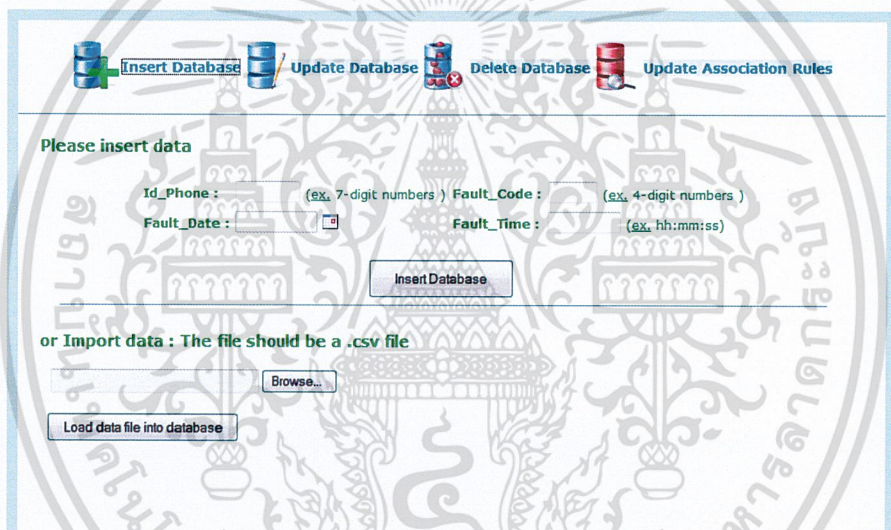 Insert Database Update Database Delete Database Update Association Rules
Please insert data
Id_Phone : (ex. 7-digit numbers ) Fault_Code : (ex. 4-digit numbers )
Fault_Date : Fault_Time : (ex. hh:mm:ss)
Insert Database
or Import data : The file should be a .csv file
Browse...
Load data file into database